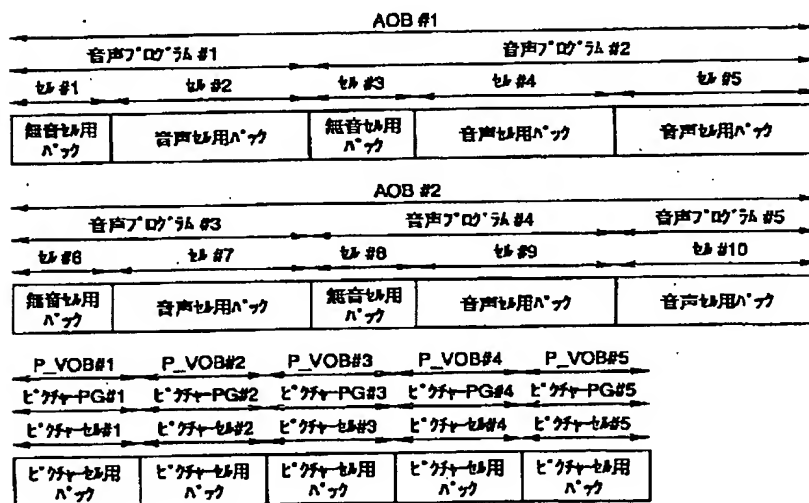 AOB #1
音声プログラム #1 音声プログラム #2
セル #1 セル #2 セル #3 セル #4 セル #5
無音セル用 パック 音声セル用パック 無音セル用 パック 音声セル用パック 音声セル用パック
AOB #2
音声プログラム #3 音声プログラム #4 音声プログラム #5
セル #6 セル #7 セル #8 セル #9 セル #10
無音セル用 パック 音声セル用パック 無音セル用 パック 音声セル用パック 音声セル用パック
P_VOB#1 P_VOB#2 P_VOB#3 P_VOB#4 P_VOB#5
ピクチャーPG#1 ピクチャーPG#2 ピクチャーPG#3 ピクチャーPG#4 ピクチャーPG#5
ピクチャーセル#1 ピクチャーセル#2 ピクチャーセル#3 ピクチャーセル#4 ピクチャーセル#5
ピクチャーセル用 パック ピクチャーセル用 パック ピクチャーセル用 パック ピクチャーセル用 パック ピクチャーセル用 パック